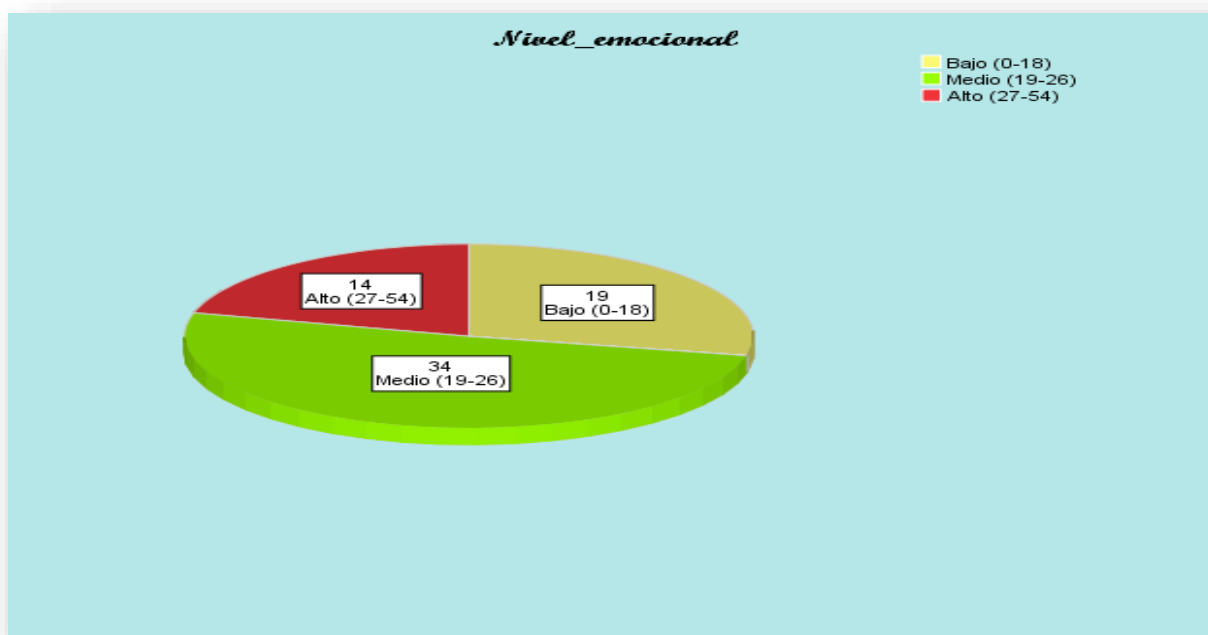 Nivel_emocional
Bajo (0-18)
Medio (19-26)
Alto (27-54)
14
Alto (27-54)
19
Bajo (0-18)
34
Medio (19-26)